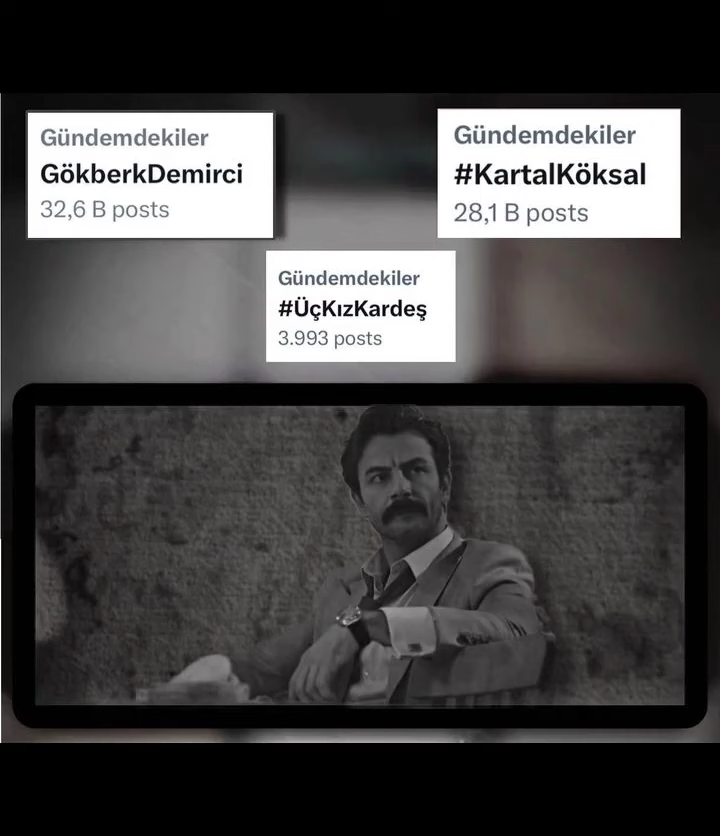 Gündemdekiler
GökberkDemirci
32,6 B posts
Gündemdekiler
#KartalKöksal
28,1 B posts
Gündemdekiler
#ÜçKızKardeş
3.993 posts